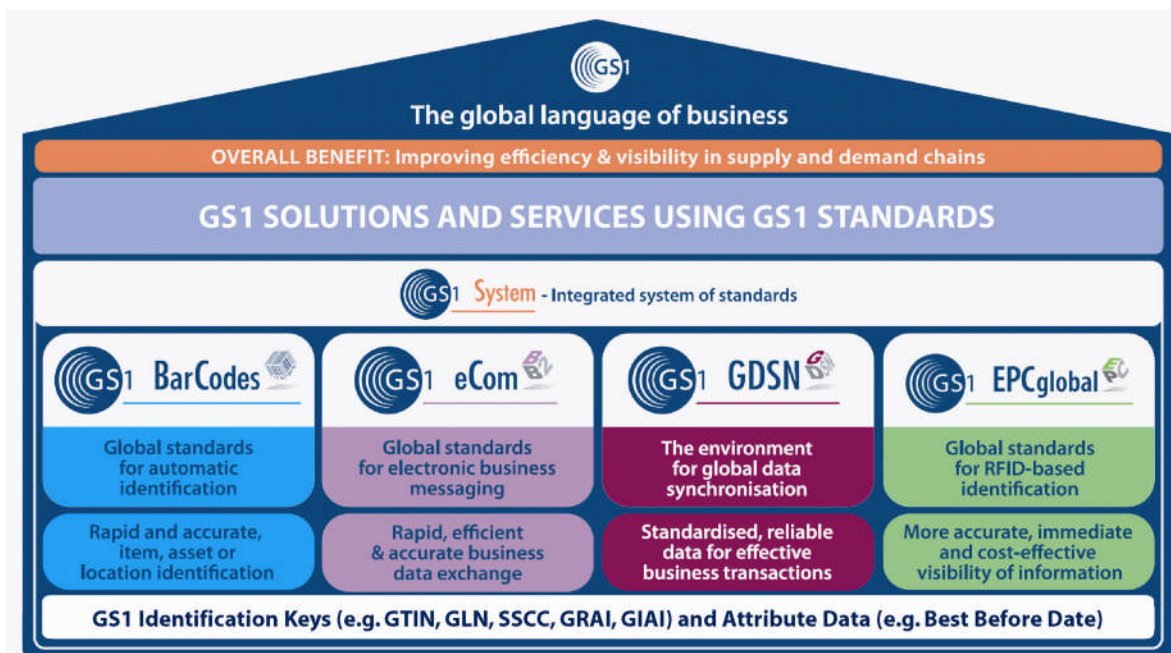 GS1
The global language of business
OVERALL BENEFIT: Improving efficiency & visibility in supply and demand chains
GS1 SOLUTIONS AND SERVICES USING GS1 STANDARDS
GS1 System - Integrated system of standards
GS1 BarCodes
Global standards
for automatic
identification
Rapid and accurate,
item, asset or
location identification
GS1 eCom
Global standards
for electronic business
messaging
Rapid, efficient
& accurate business
data exchange
GS1 GDSN
The environment
for global data
synchronisation
Standardised, reliable
data for effective
business transactions
GS1 EPCglobal
EPC
Global standards
for RFID-based
identification
More accurate, immediate
and cost-effective
visibility of information
GS1 Identification Keys (e.g. GTIN, GLN, SSCC, GRAI, GIAI) and Attribute Data (e.g. Best Before Date)